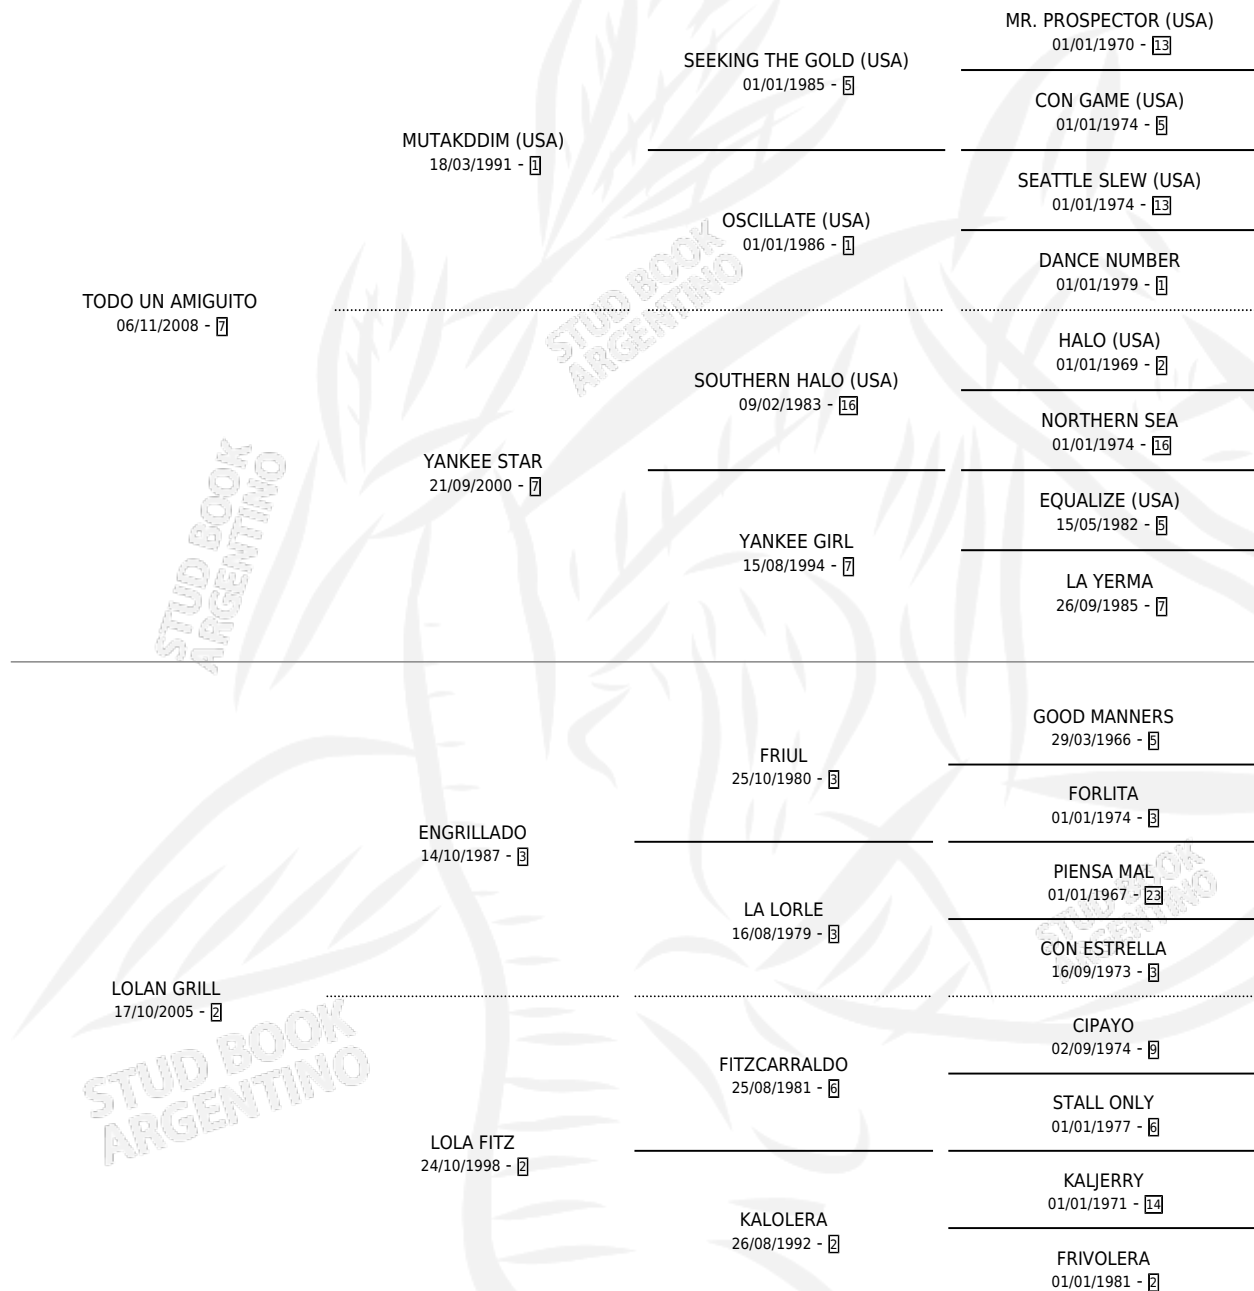 MR. PROSPECTOR (USA)
01/01/1970 - 13
SEEKING THE GOLD (USA)
01/01/1985 - 5
CON GAME (USA)
01/01/1974 - 5
MUTAKDDIM (USA)
18/03/1991 - 1
SEATTLE SLEW (USA)
01/01/1974 - 13
OSCILLATE (USA)
01/01/1986 - 1
DANCE NUMBER
01/01/1979 - 1
TODO UN AMIGUITO
06/11/2008 - 7
HALO (USA)
01/01/1969 - 2
SOUTHERN HALO (USA)
09/02/1983 - 16
NORTHERN SEA
01/01/1974 - 16
YANKEE STAR
21/09/2000 - 7
EQUALIZE (USA)
15/05/1982 - 5
YANKEE GIRL
15/08/1994 - 7
LA YERMA
26/09/1985 - 7
GOOD MANNERS
29/03/1966 - 5
FRIUL
25/10/1980 - 3
FORLITA
01/01/1974 - 3
ENGRILLADO
14/10/1987 - 3
PIENSA MAL
01/01/1967 - 23
LA LORLE
16/08/1979 - 3
CON ESTRELLA
16/09/1973 - 3
LOLAN GRILL
17/10/2005 - 2
CIPAYO
02/09/1974 - 9
FITZCARRALDO
25/08/1981 - 6
STALL ONLY
01/01/1977 - 6
LOLA FITZ
24/10/1998 - 2
KALJERRY
01/01/1971 - 14
KALOLERA
26/08/1992 - 2
FRIVOLERA
01/01/1981 - 2
STUD BOOK
ARGENTINO
STUD BOOK
ARGENTINO
STUD BOOK
ARGENTINO
STUD BOOK
ARGENTINO